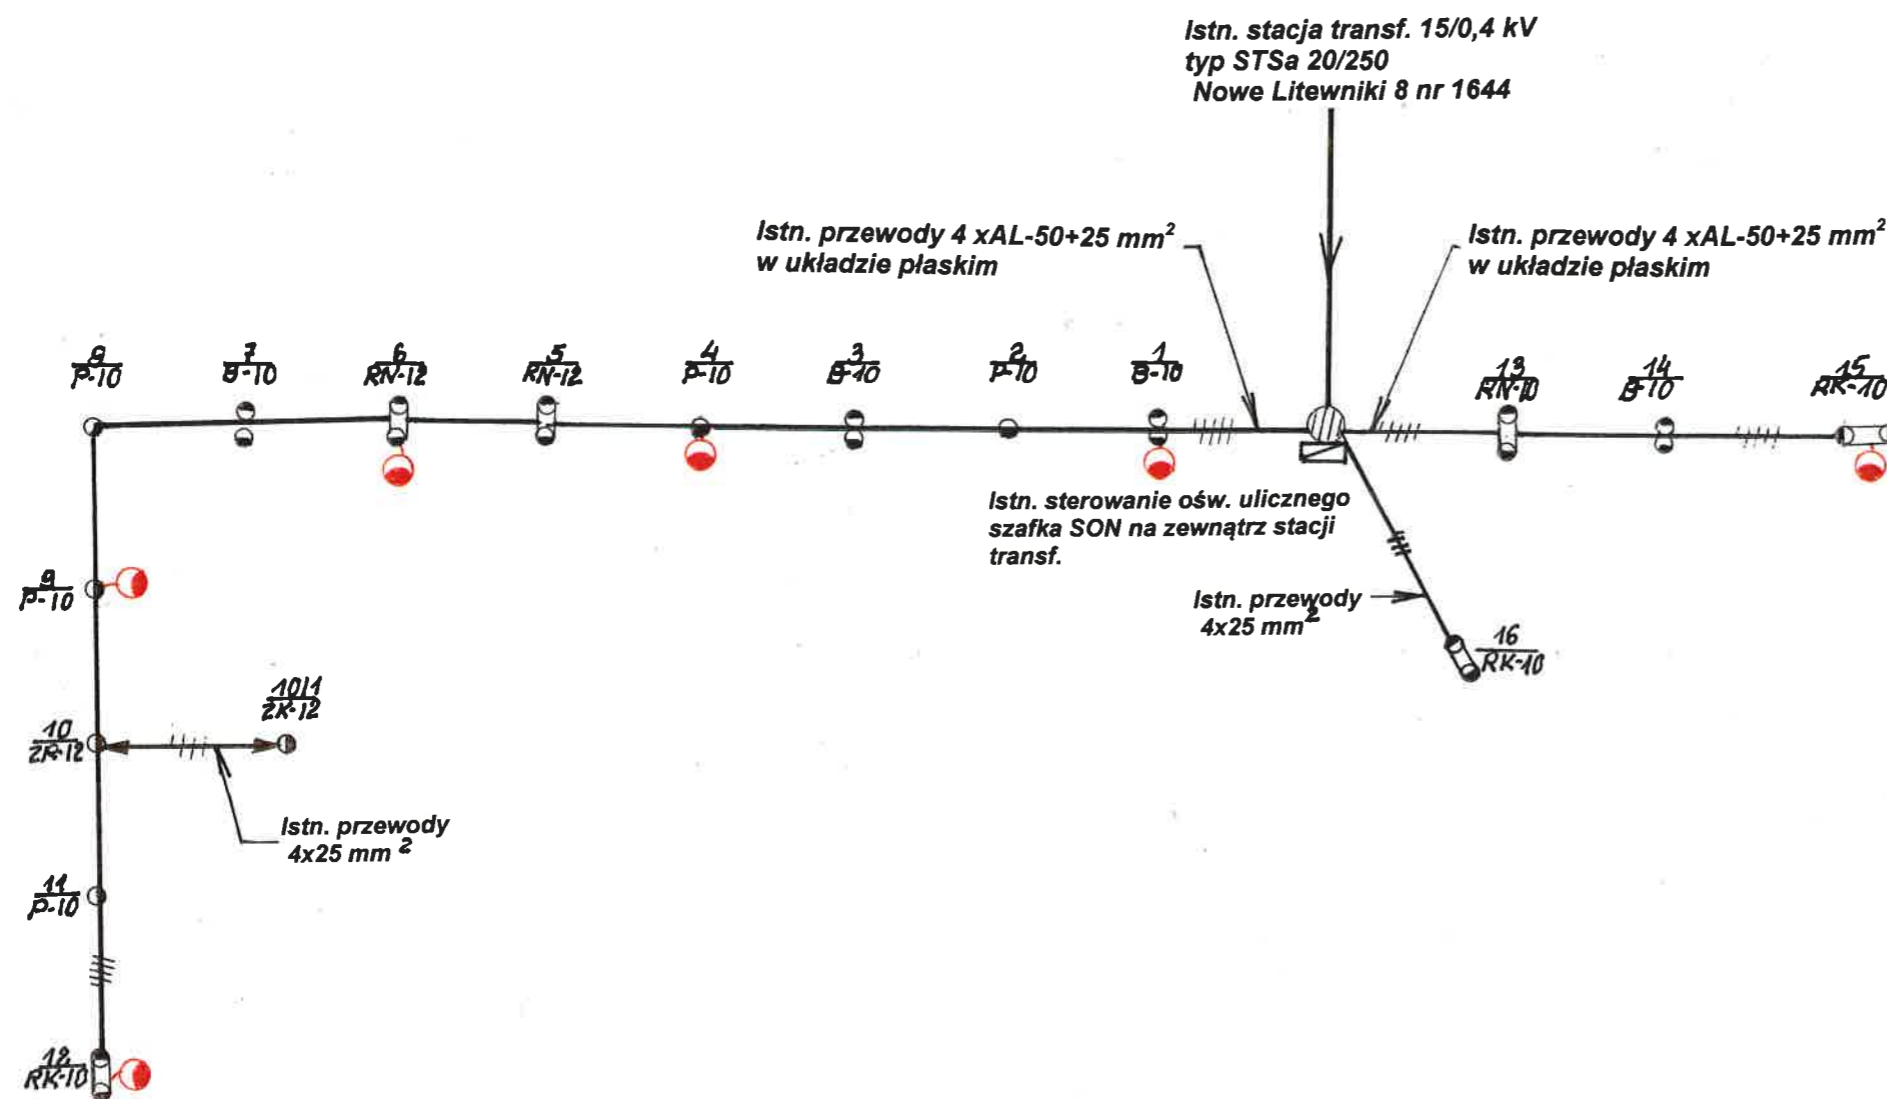 Istn. stacja transf. 15/0,4 kV
typ STSa 20/250
Nowe Litewniki 8 nr 1644
Istn. przewody 4 xAL-50+25 mm²
w układzie płaskim
Istn. przewody 4 xAL-50+25 mm²
w układzie płaskim
8
P-10
7
B-10
6
RN-12
5
RN-12
4
P-10
3
B-10
2
P-10
1
B-10
13
RN-10
14
B-10
15
RK-10
Istn. sterowanie ośw. ulicznego
szafka SON na zewnątrz stacji
transf.
9
P-10
Istn. przewody
4x25 mm²
16
RK-10
10/1
ZK-12
10
ZR-12
Istn. przewody
4x25 mm²
11
P-10
12
RK-10